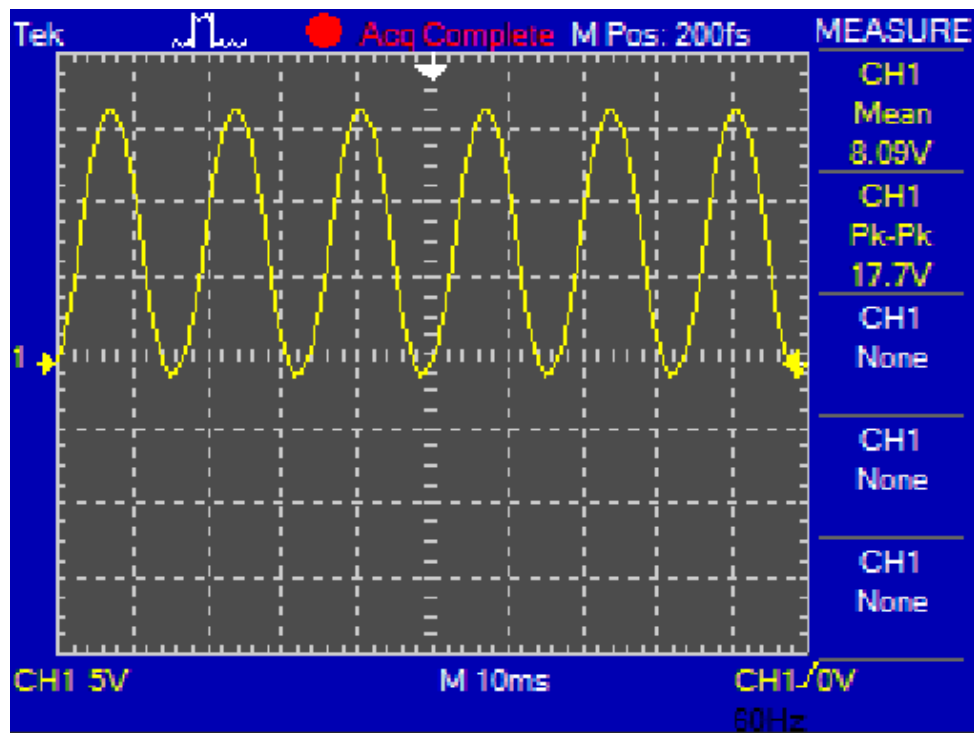 Tek Acq Complete M Pos: 200fs MEASURE
CH1
Mean
8.09V
CH1
Pk-Pk
17.7V
CH1
None
CH1
None
CH1
None
1
CH1 5V M 10ms CH1 / 0V
60Hz